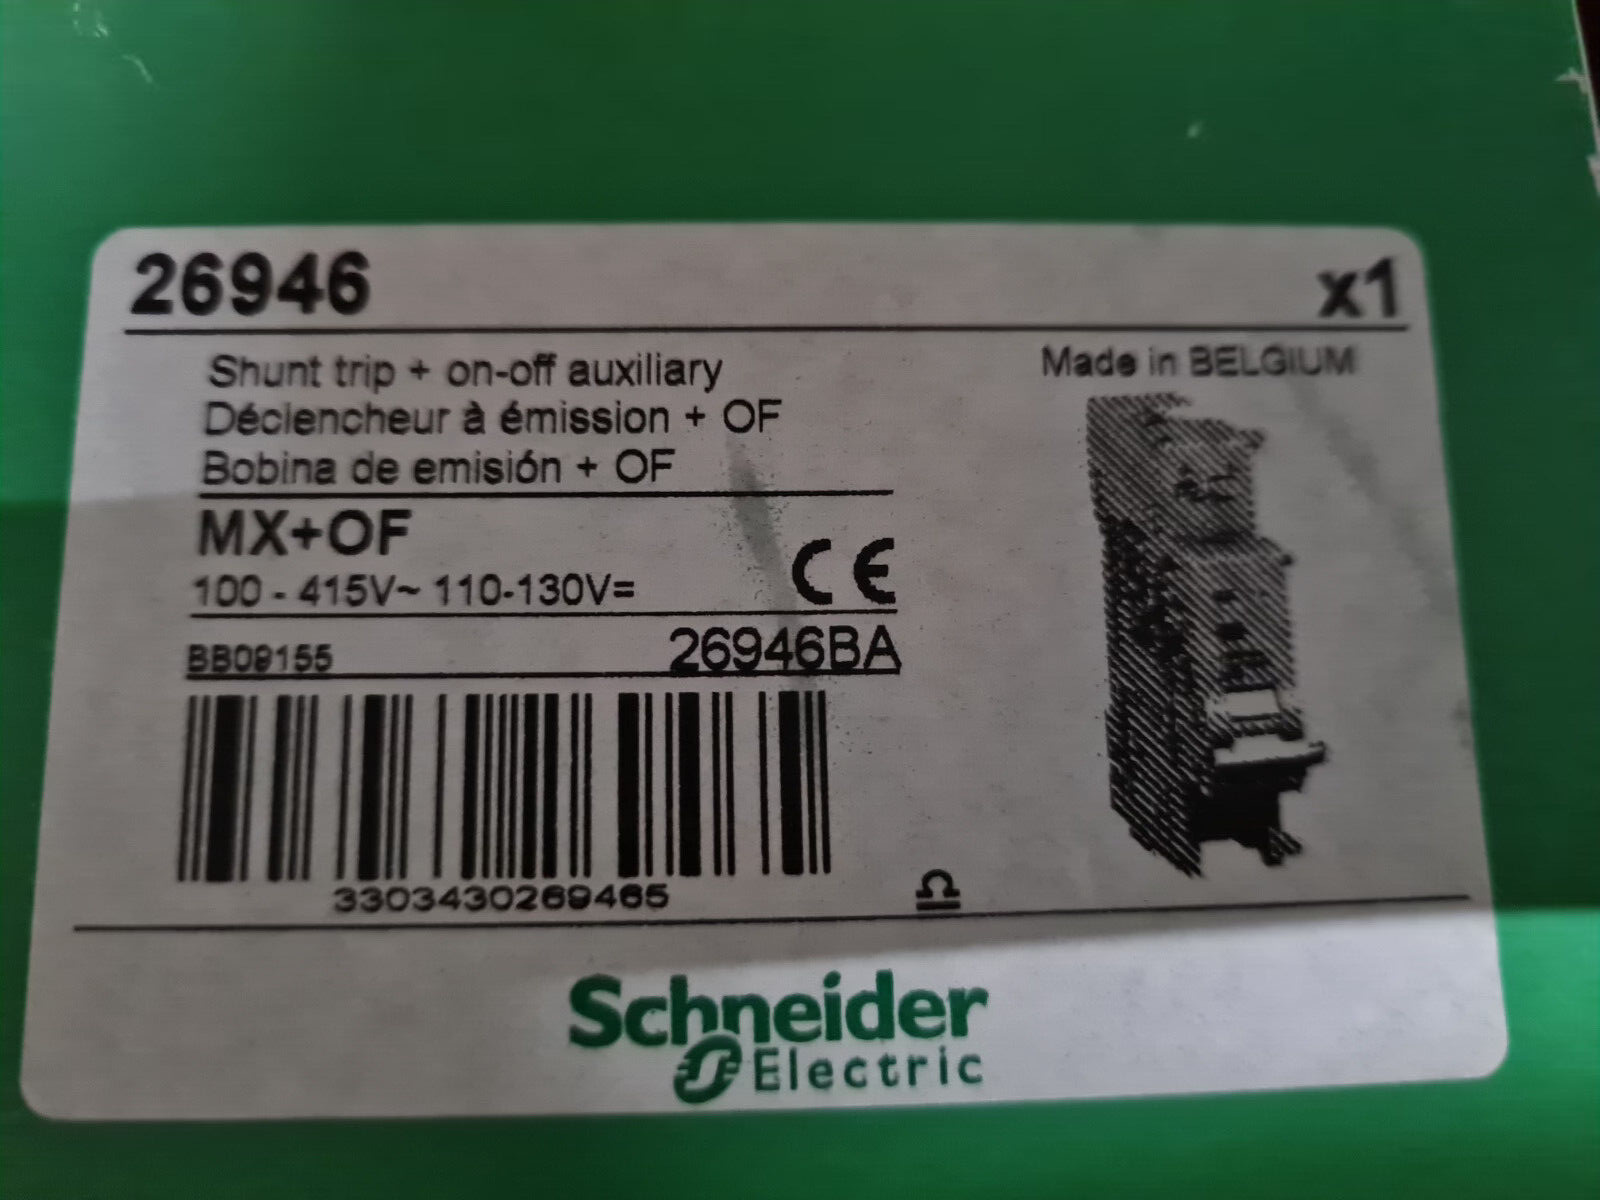 26946
x1
Shunt trip + on-off auxiliary
Made in BELGIUM
Déclencheur à émission + OF
Bobina de emisión + OF
MX+OF
100 - 415V~ 110-130V=
CE
BB09155
26946BA
3303430269465
Schneider
Electric